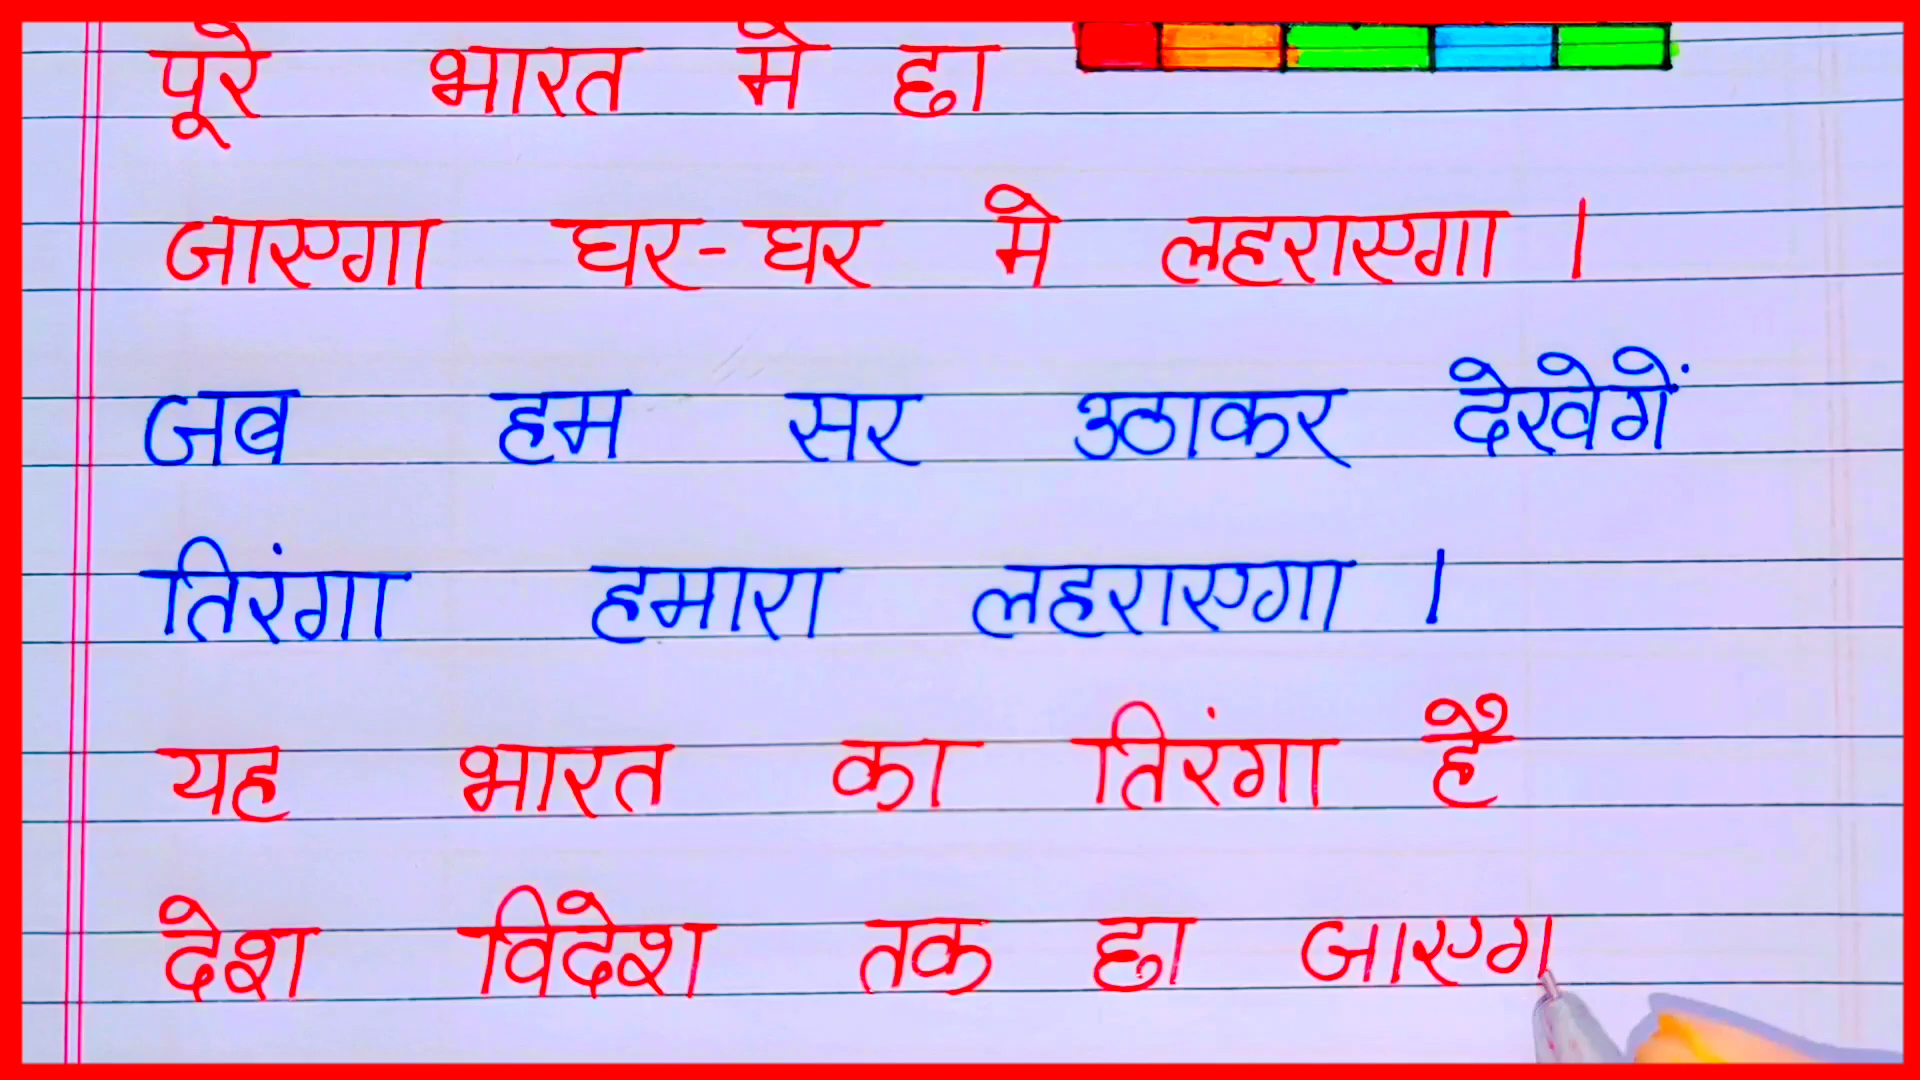 पूरे भारत मे छा
जाएगा घर-घर मे लहराएगा ।
जब हम सर उठाकर देखेगें
तिरंगा हमारा लहराएगा ।
यह भारत का तिरंगा है
देश विदेश तक छा जाएगा